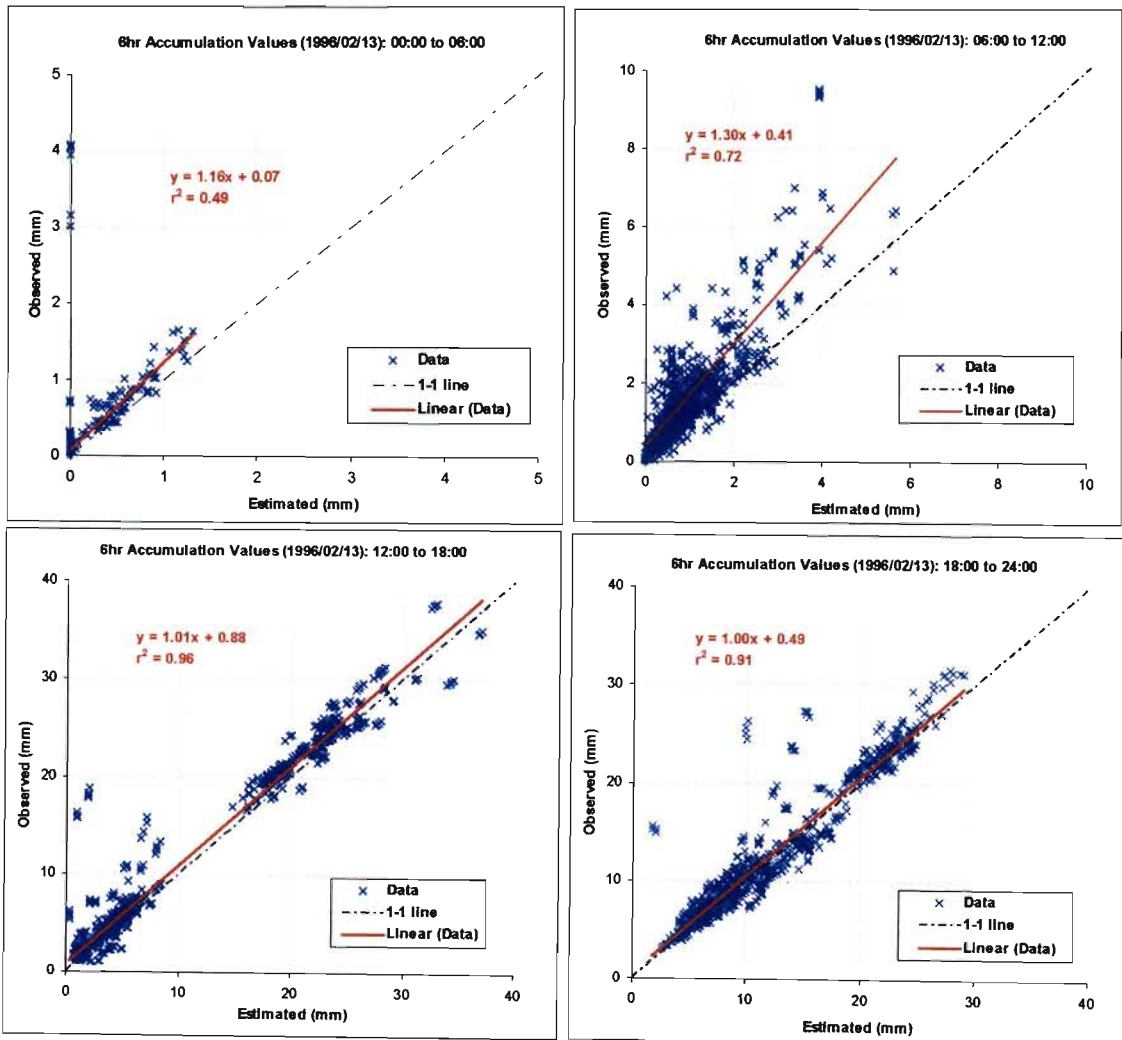 6hr Accumulation Values (1996/02/13): 00:00 to 06:00
5
4
3
2
1
0
Observed (mm)
y = 1.16x + 0.07
r² = 0.49
Data
1-1 line
Linear (Data)
0 1 2 3 4 5
Estimated (mm)
6hr Accumulation Values (1996/02/13): 06:00 to 12:00
10
8
6
4
2
0
Observed (mm)
y = 1.30x + 0.41
r² = 0.72
Data
1-1 line
Linear (Data)
0 2 4 6 8 10
Estimated (mm)
6hr Accumulation Values (1996/02/13): 12:00 to 18:00
40
30
20
10
0
Observed (mm)
y = 1.01x + 0.88
r² = 0.96
Data
1-1 line
Linear (Data)
0 10 20 30 40
Estimated (mm)
6hr Accumulation Values (1996/02/13): 18:00 to 24:00
40
30
20
10
0
Observed (mm)
y = 1.00x + 0.49
r² = 0.91
Data
1-1 line
Linear (Data)
0 10 20 30 40
Estimated (mm)